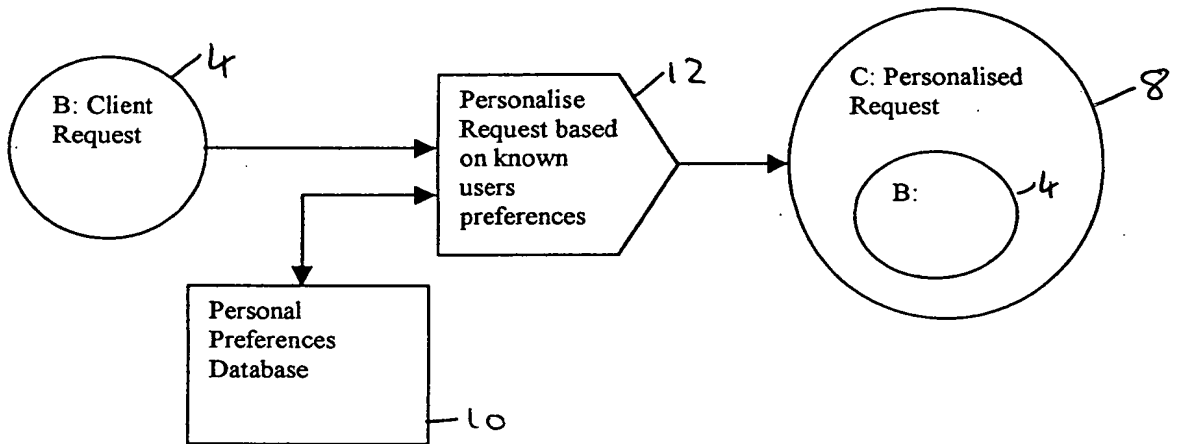 4
B: Client
Request
12
Personalise
Request based
on known
users
preferences
C: Personalised
Request
8
B:
4
Personal
Preferences
Database
10